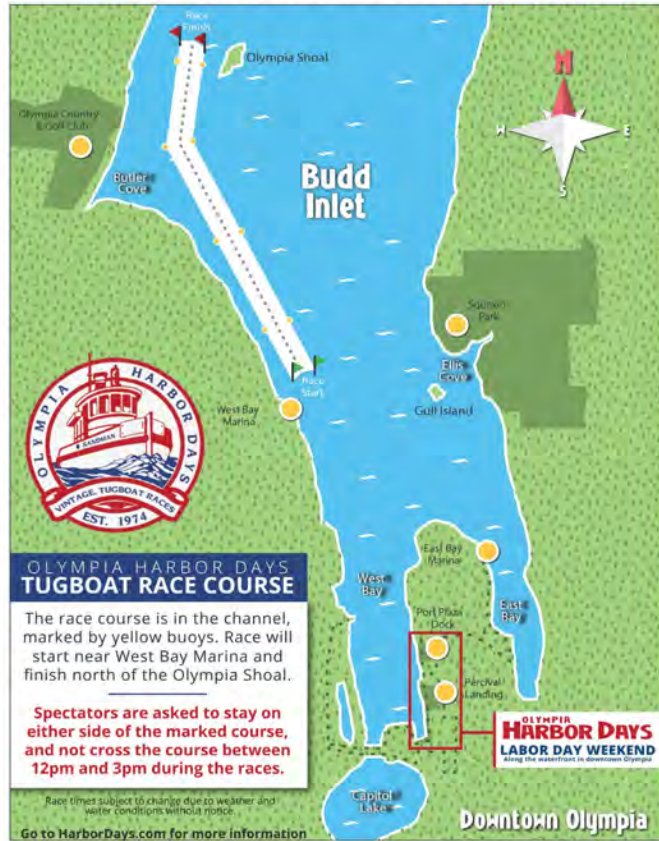 Race
Finish
Olympia Shoal
N
W
E
S
Olympia Country
& Golf Club
Butler
Cove
Budd
Inlet
Squaxin
Park
Ellis
Cove
Race
Start
Gull Island
West Bay
Marina
OLYMPIA HARBOR DAYS
SANDMAN
VINTAGE TUGBOAT RACES
EST. 1974
East Bay
Marina
West
Bay
East
Bay
Port Plaza
Dock
Percival
Landing
OLYMPIA HARBOR DAYS
TUGBOAT RACE COURSE
The race course is in the channel,
marked by yellow buoys. Race will
start near West Bay Marina and
finish north of the Olympia Shoal.
Spectators are asked to stay on
either side of the marked course,
and not cross the course between
12pm and 3pm during the races.
OLYMPIA
HARBOR DAYS
LABOR DAY WEEKEND
Along the waterfront in downtown Olympia
Race times subject to change due to weather and
water conditions without notice.
Go to HarborDays.com for more information
Capitol
Lake
Downtown Olympia